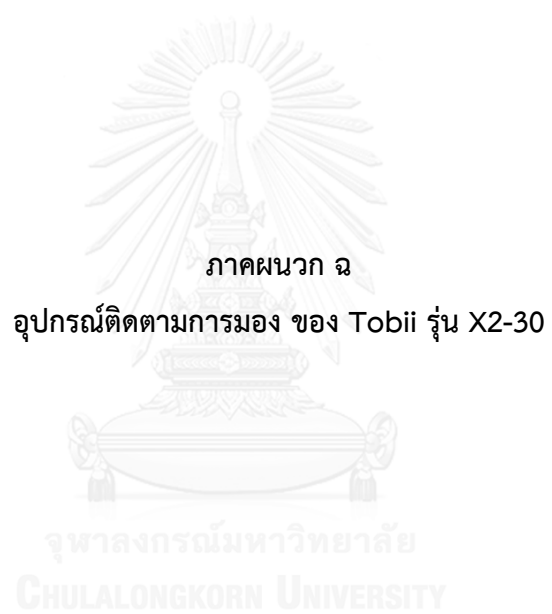 ภาคผนวก ฉ
อุปกรณ์ติดตามการมอง ของ Tobii รุ่น X2-30
จุฬาลงกรณ์มหาวิทยาลัย
CHULALONGKORN UNIVERSITY